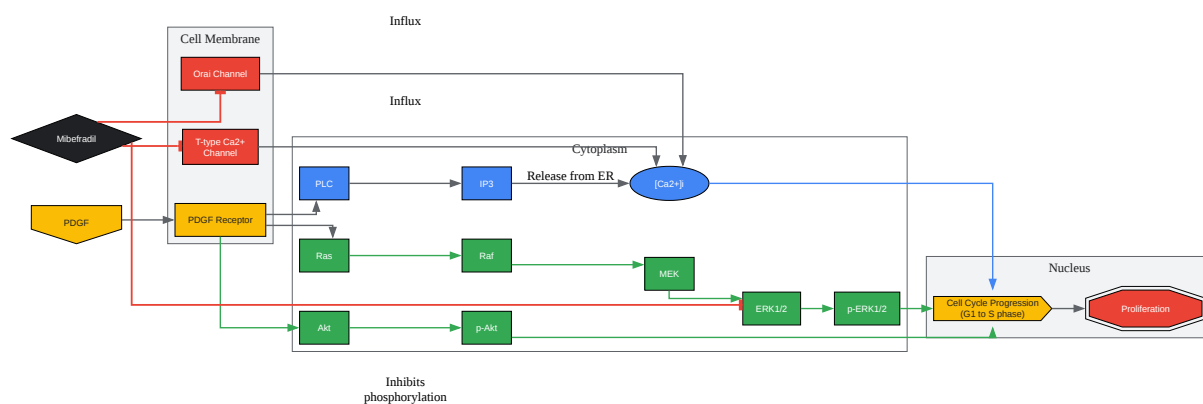 Influx
Cell Membrane
Orai Channel
Influx
Mibefradil
T-type Ca2+
Channel
Cytoplasm
PLC
IP3
Release from ER
[Ca2+]i
PDGF
PDGF Receptor
Ras
Raf
MEK
Nucleus
ERK1/2
p-ERK1/2
Cell Cycle Progression
(G1 to S phase)
Proliferation
Akt
p-Akt
Inhibits
phosphorylation